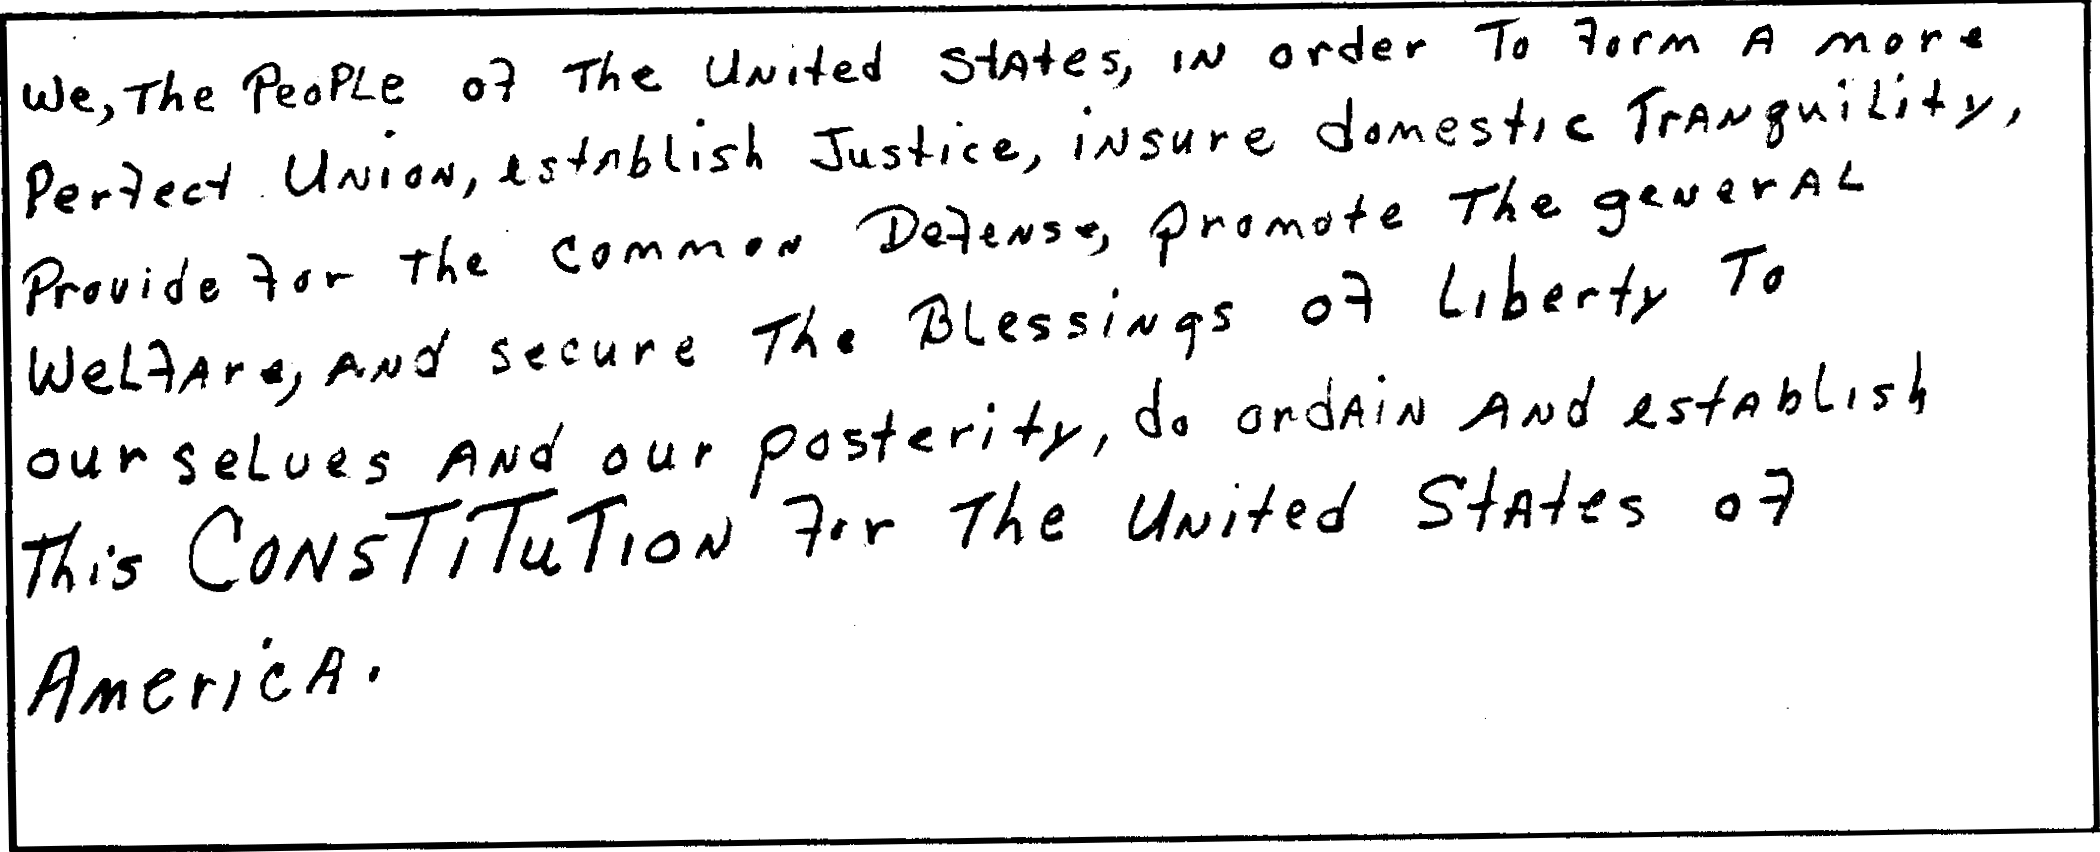 We, The PeoPLe of The UNited StAtes, iN order To form A more
Perfect UNioN, estAbLish Justice, iNsure domestic TrANquiLity,
Provide for the commoN DefeNse, promote The geNerAL
WeLfAre, ANd secure The BLessiNgs of Liberty To
ourseLves ANd our posterity, do ordAiN ANd estAbLish
This CONSTiTuTiON for The UNited StAtes of
AmericA.